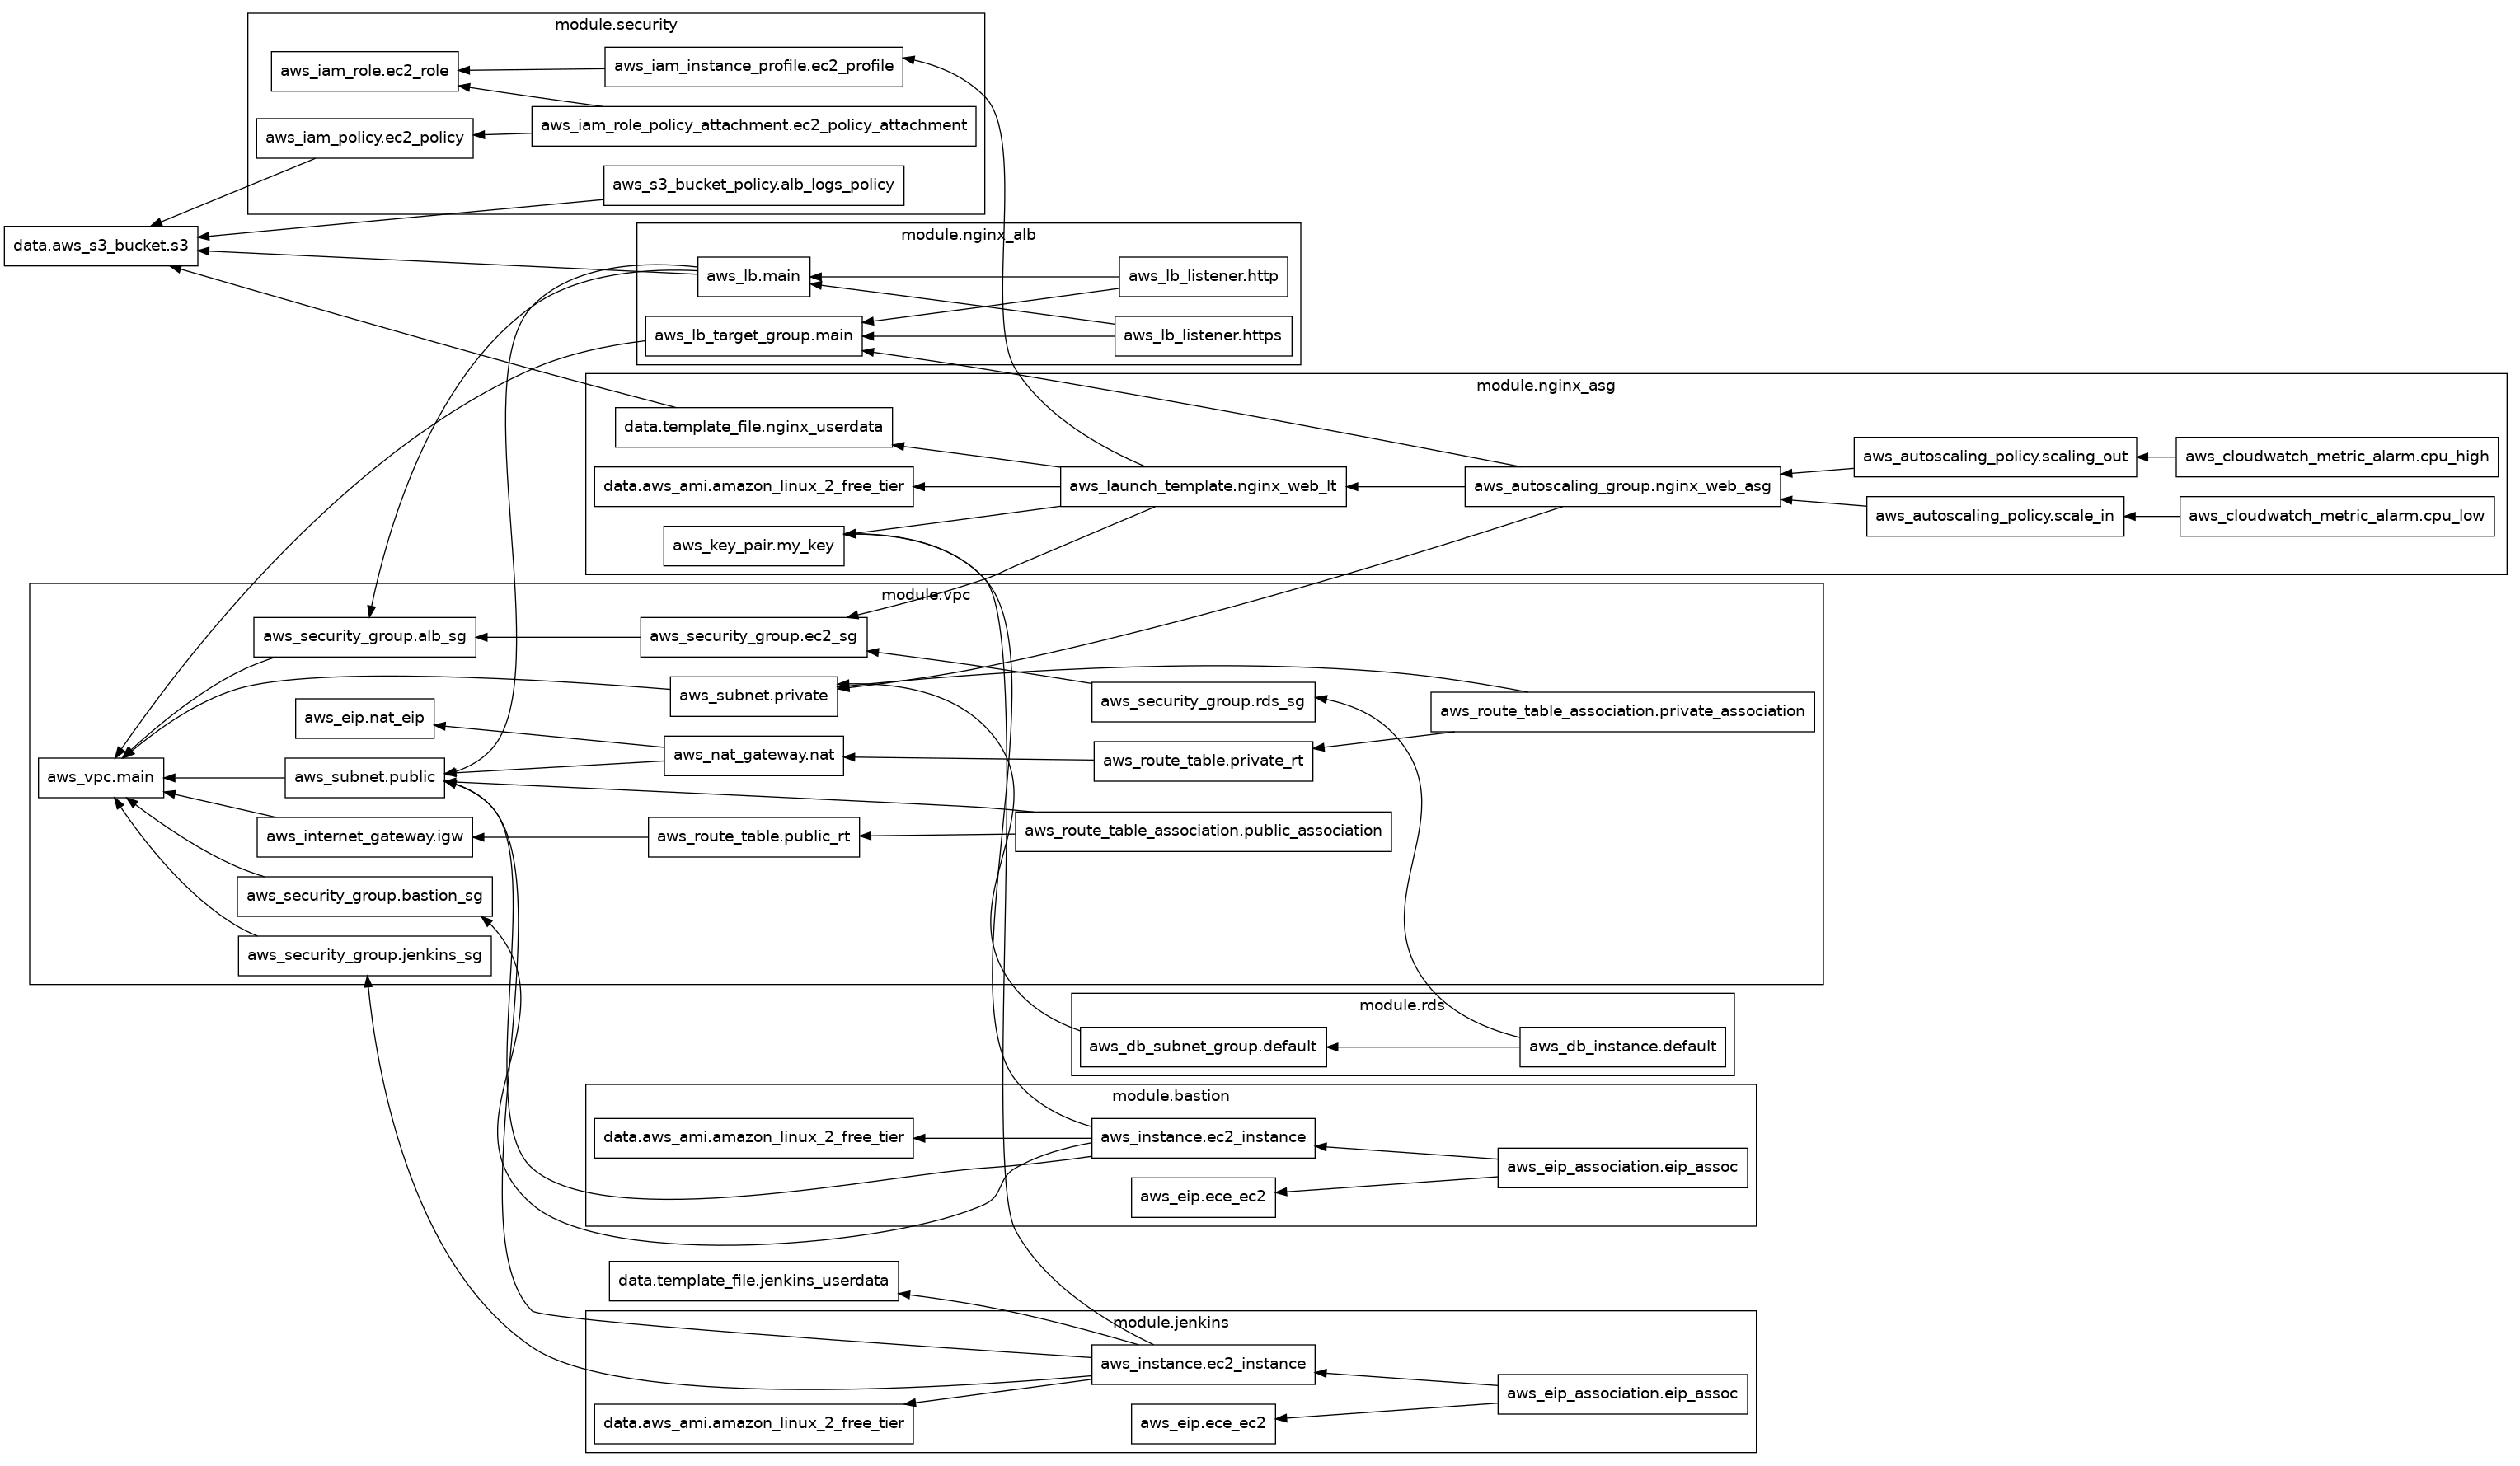 module.security
aws_iam_role.ec2_role
aws_iam_instance_profile.ec2_profile
aws_iam_policy.ec2_policy
aws_iam_role_policy_attachment.ec2_policy_attachment
aws_s3_bucket_policy.alb_logs_policy
data.aws_s3_bucket.s3
module.nginx_alb
aws_lb.main
aws_lb_listener.http
aws_lb_target_group.main
aws_lb_listener.https
module.nginx_asg
data.template_file.nginx_userdata
data.aws_ami.amazon_linux_2_free_tier
aws_launch_template.nginx_web_lt
aws_autoscaling_group.nginx_web_asg
aws_autoscaling_policy.scaling_out
aws_cloudwatch_metric_alarm.cpu_high
aws_autoscaling_policy.scale_in
aws_cloudwatch_metric_alarm.cpu_low
aws_key_pair.my_key
module.vpc
aws_security_group.alb_sg
aws_security_group.ec2_sg
aws_subnet.private
aws_security_group.rds_sg
aws_route_table_association.private_association
aws_eip.nat_eip
aws_nat_gateway.nat
aws_route_table.private_rt
aws_vpc.main
aws_subnet.public
aws_internet_gateway.igw
aws_route_table.public_rt
aws_route_table_association.public_association
aws_security_group.bastion_sg
aws_security_group.jenkins_sg
module.rds
aws_db_subnet_group.default
aws_db_instance.default
module.bastion
data.aws_ami.amazon_linux_2_free_tier
aws_instance.ec2_instance
aws_eip_association.eip_assoc
aws_eip.ece_ec2
data.template_file.jenkins_userdata
module.jenkins
aws_instance.ec2_instance
aws_eip_association.eip_assoc
data.aws_ami.amazon_linux_2_free_tier
aws_eip.ece_ec2